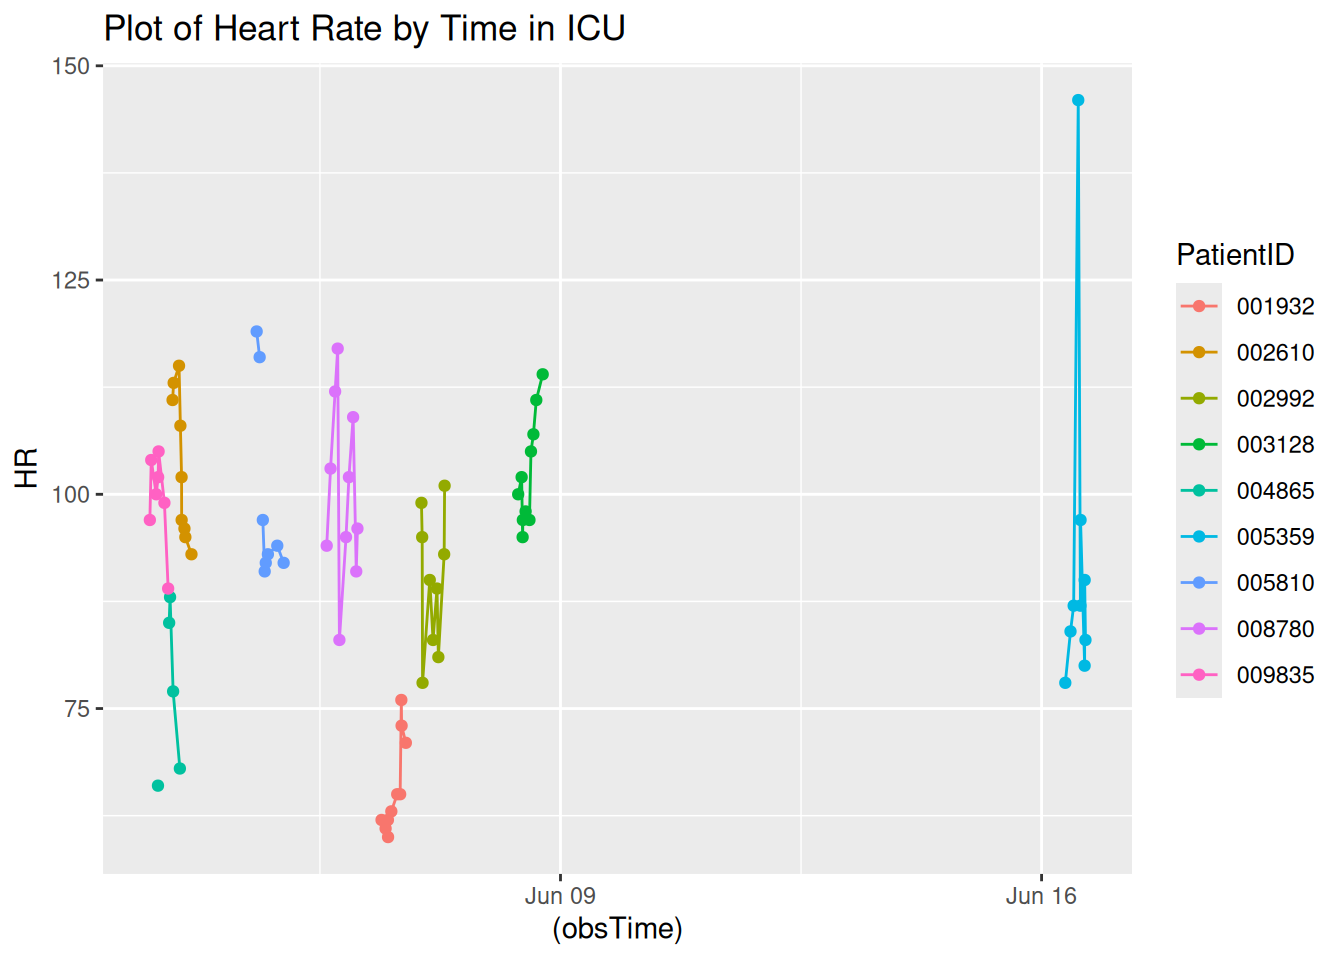 Plot of Heart Rate by Time in ICU
150
125
100
75
HR
Jun 09
Jun 16
(obsTime)
PatientID
001932
002610
002992
003128
004865
005359
005810
008780
009835